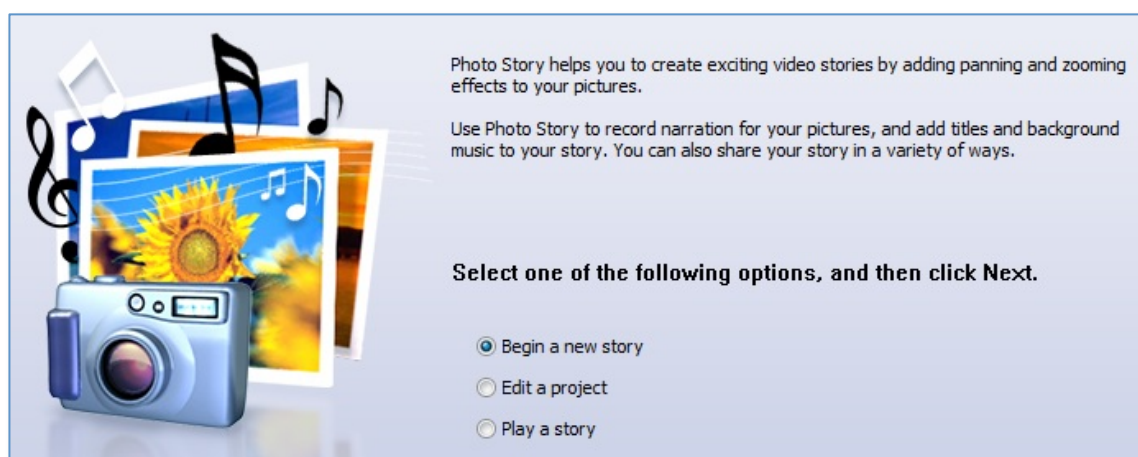 Photo Story helps you to create exciting video stories by adding panning and zooming
effects to your pictures.
Use Photo Story to record narration for your pictures, and add titles and background
music to your story. You can also share your story in a variety of ways.
Select one of the following options, and then click Next.
Begin a new story
Edit a project
Play a story